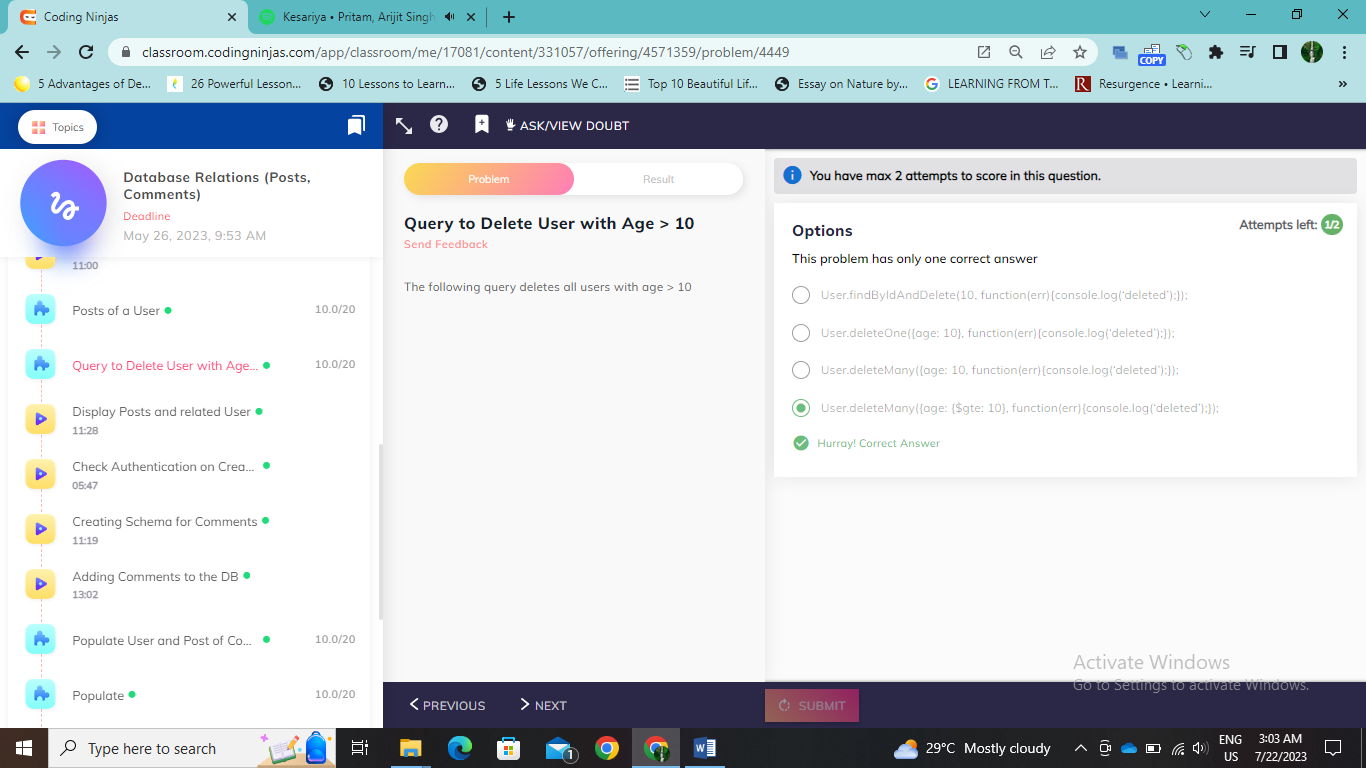 Coding Ninjas
Kesariya • Pritam, Arijit Singh
classroom.codingninjas.com/app/classroom/me/17081/content/331057/offering/4571359/problem/4449
COPY
5 Advantages of De...
26 Powerful Lesson...
10 Lessons to Learn...
5 Life Lessons We C...
Top 10 Beautiful Lif...
Essay on Nature by...
LEARNING FROM T...
Resurgence • Learni...
Topics
Database Relations (Posts,
Comments)
Deadline
May 26, 2023, 9:53 AM
11:00
Posts of a User
10.0/20
Query to Delete User with Age...
10.0/20
Display Posts and related User
11:28
Check Authentication on Crea...
05:47
Creating Schema for Comments
11:19
Adding Comments to the DB
13:02
Populate User and Post of Co...
10.0/20
Populate
10.0/20
ASK/VIEW DOUBT
Problem
Result
Query to Delete User with Age > 10
Send Feedback
The following query deletes all users with age > 10
You have max 2 attempts to score in this question.
Attempts left: 1/2
Options
This problem has only one correct answer
User.findByIdAndDelete(10, function(err){console.log(‘deleted’);});
User.deleteOne({age: 10}, function(err){console.log(‘deleted’);});
User.deleteMany({age: 10, function(err){console.log(‘deleted’);});
User.deleteMany({age: {$gte: 10}, function(err){console.log(‘deleted’);});
Hurray! Correct Answer
Activate Windows
Go to Settings to activate Windows.
PREVIOUS
NEXT
SUBMIT
Type here to search
1
29°C Mostly cloudy
ENG
US
3:03 AM
7/22/2023